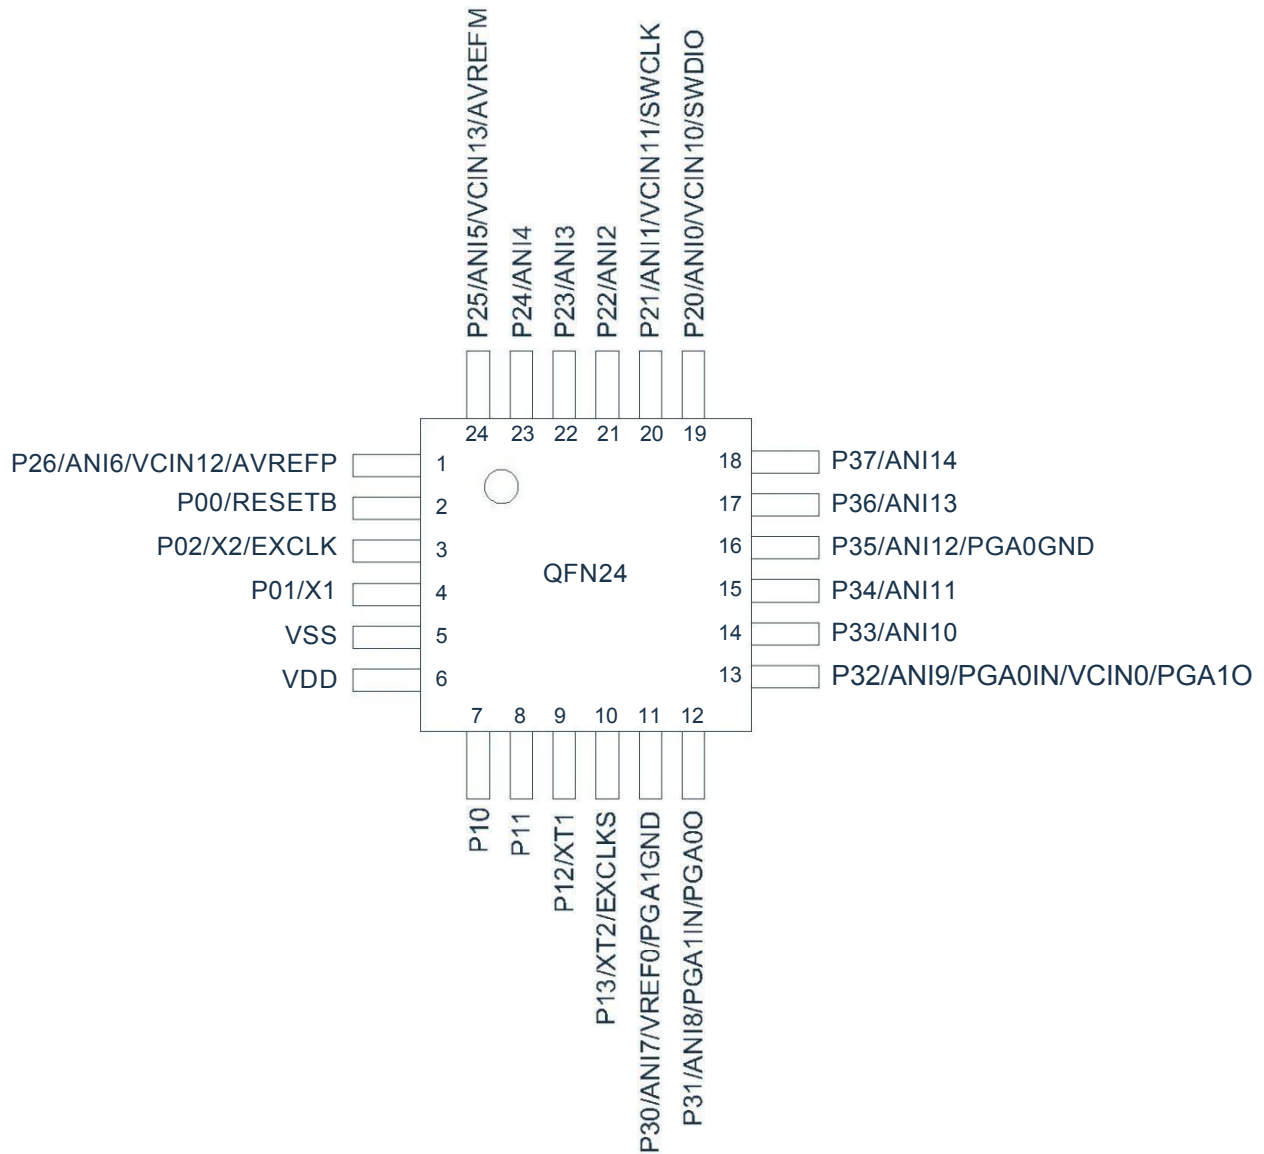 P25/ANI5/VCIN13/AVREFM
P24/ANI4
P23/ANI3
P22/ANI2
P21/ANI1/VCIN11/SWCLK
P20/ANI0/VCIN10/SWDIO
24
23
22
21
20
19
P26/ANI6/VCIN12/AVREFP
1
P00/RESETB
2
P02/X2/EXCLK
3
P01/X1
4
VSS
5
VDD
6
QFN24
18
P37/ANI14
17
P36/ANI13
16
P35/ANI12/PGA0GND
15
P34/ANI11
14
P33/ANI10
13
P32/ANI9/PGA0IN/VCIN0/PGA1O
7
8
9
10
11
12
P10
P11
P12/XT1
P13/XT2/EXCLKS
P30/ANI7/VREF0/PGA1GND
P31/ANI8/PGA1IN/PGA0O